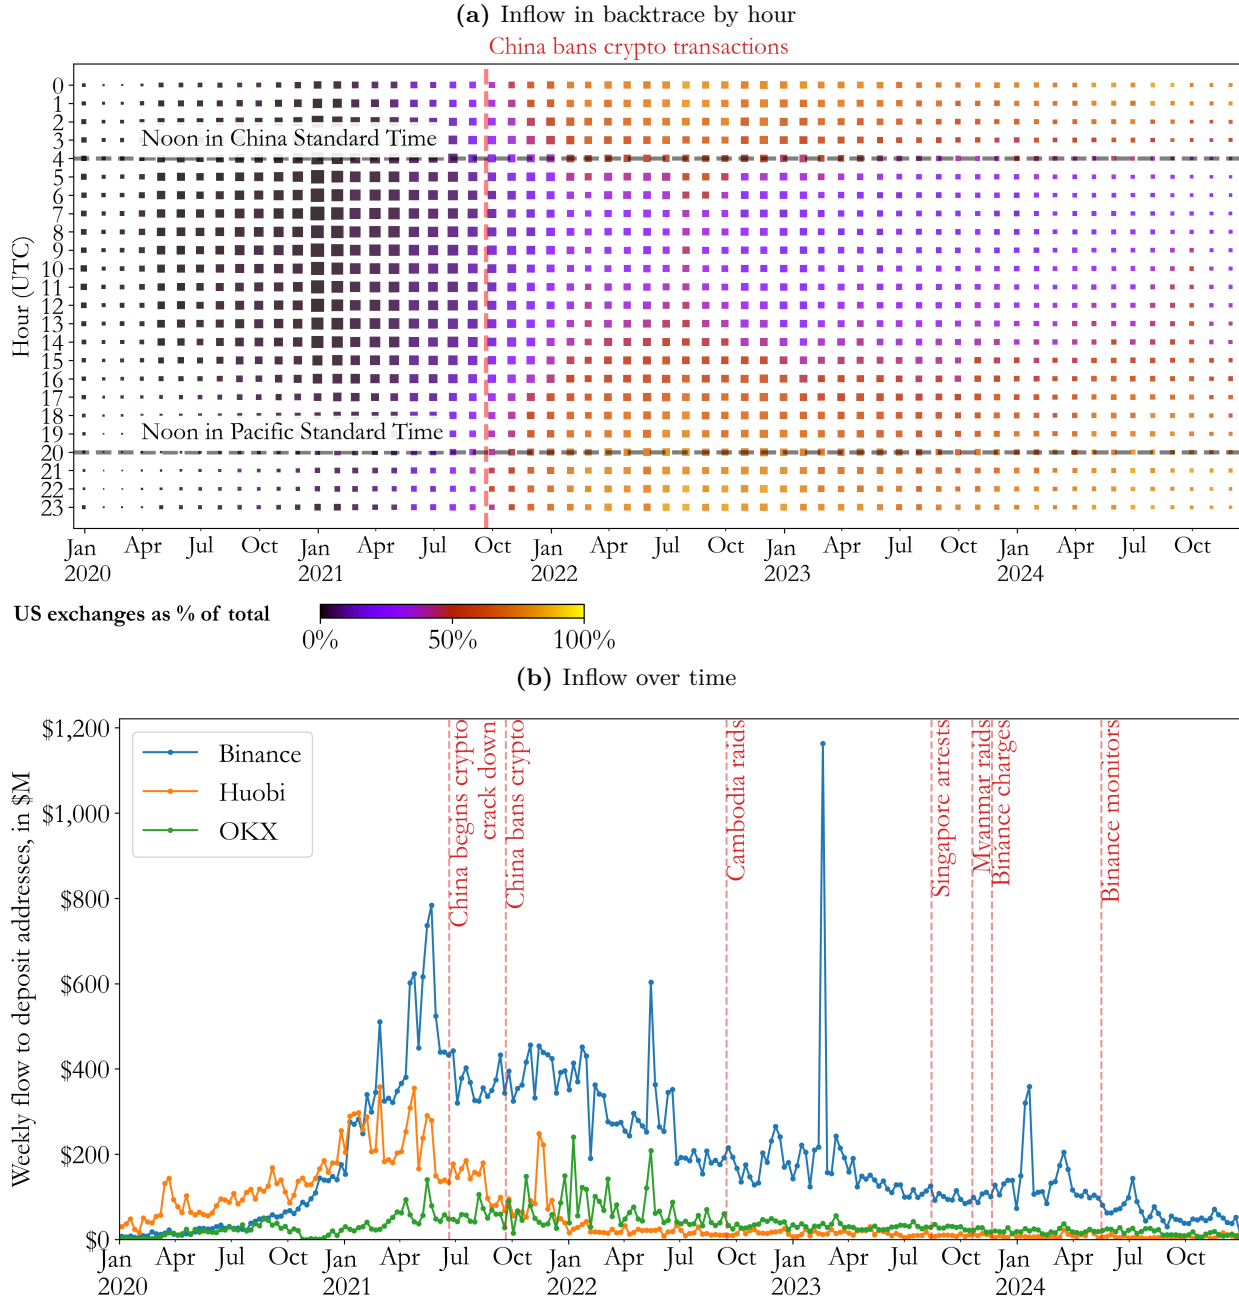 (a) Inflow in backtrace by hour
China bans crypto transactions
0
1
2
Noon in China Standard Time
3
4
5
6
7
8
9
10
11
12
13
14
15
16
17
18
Noon in Pacific Standard Time
19
20
21
22
23
Hour (UTC)
Jan Apr Jul Oct Jan Apr Jul Oct Jan Apr Jul Oct Jan Apr Jul Oct Jan Apr Jul Oct
2020 2021 2022 2023 2024
US exchanges as % of total
0% 50% 100%
(b) Inflow over time
$1,200
$1,000
$800
$600
$400
$200
$0
Weekly flow to deposit addresses, in $M
Binance
Huobi
OKX
China begins crypto
crack down
China bans crypto
Cambodia raids
Singapore arrests
Myanmar raids
Binance charges
Binance monitors
Jan Apr Jul Oct Jan Apr Jul Oct Jan Apr Jul Oct Jan Apr Jul Oct Jan Apr Jul Oct
2020 2021 2022 2023 2024